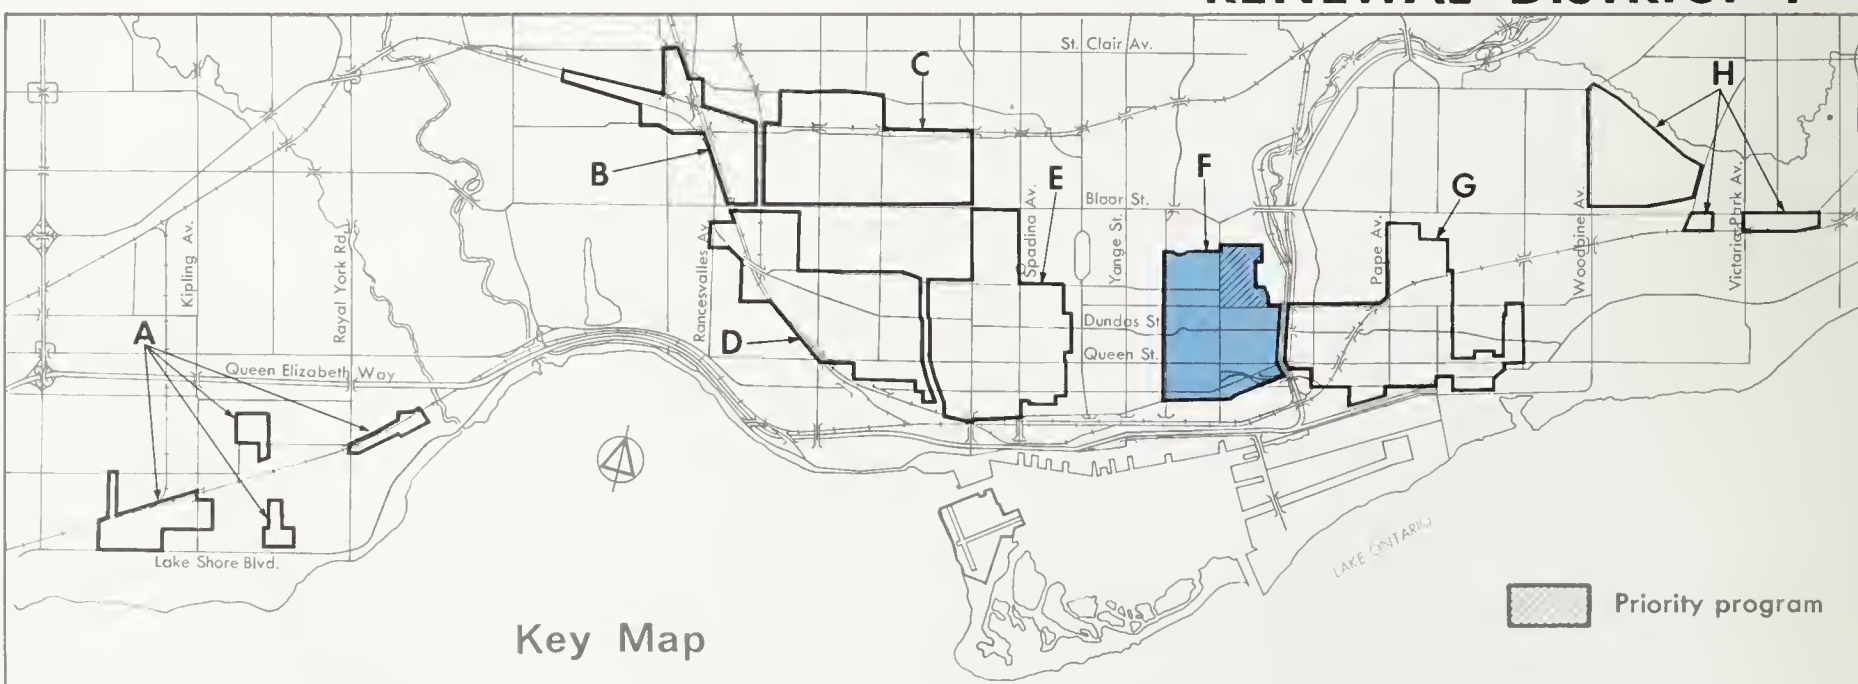 RENEWAL DISTRICT
St. Clair Av.
C
H
B
F
E
G
Bloor St.
Kipling Av.
Royal York Rd.
Roncesvalles Av.
Spadina Av.
Yonge St.
Pape Av.
Woodbine Av.
Victoria Park Av.
A
D
Dundas St.
Queen St.
Queen Elizabeth Way
Lake Shore Blvd.
LAKE ONTARIO
Priority program
Key Map